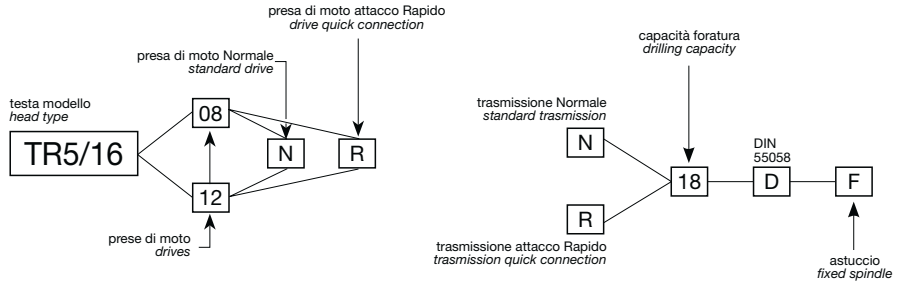 presa di moto attacco Rapido
drive quick connection
presa di moto Normale
standard drive
testa modello
head type
TR5/16
08
N
R
12
prese di moto
drives
capacità foratura
drilling capacity
trasmissione Normale
standard trasmission
N
18
DIN
55058
D
F
R
trasmissione attacco Rapido
trasmission quick connection
astuccio
fixed spindle